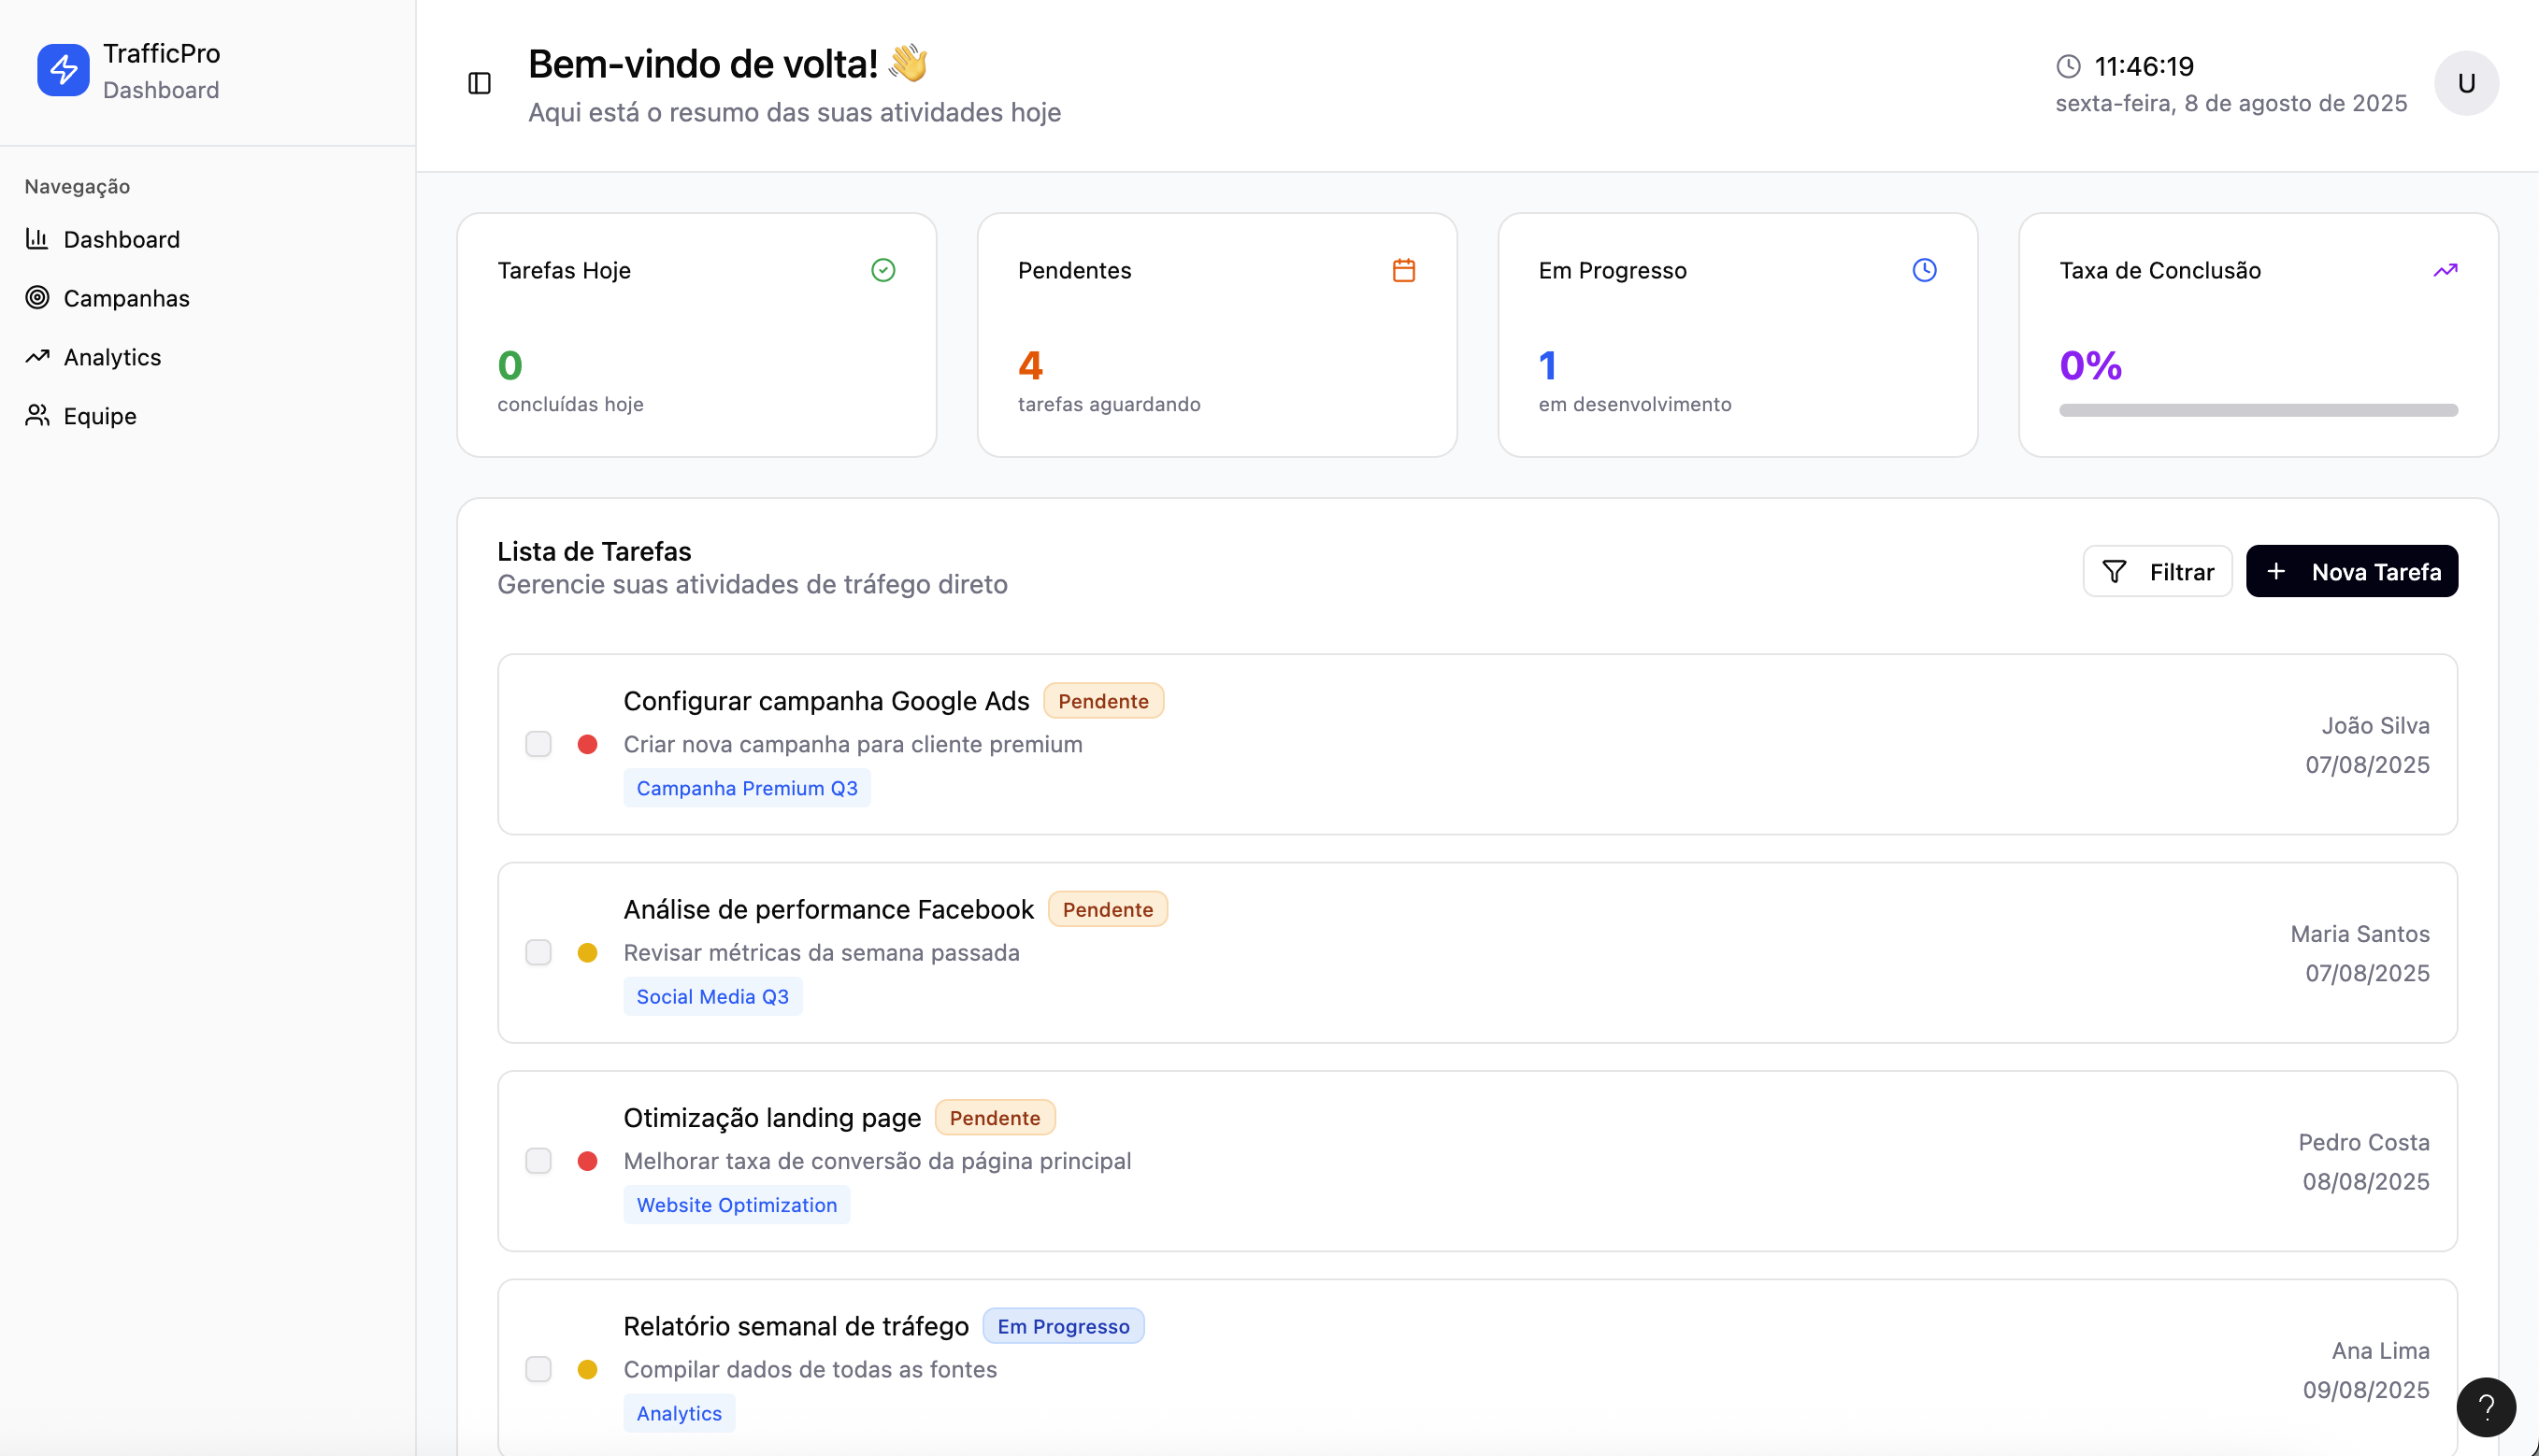 TrafficPro
Dashboard
Navegação
Dashboard
Campanhas
Analytics
Equipe
Bem-vindo de volta! 👋
Aqui está o resumo das suas atividades hoje
11:46:19
sexta-feira, 8 de agosto de 2025
U
Tarefas Hoje
0
concluídas hoje
Pendentes
4
tarefas aguardando
Em Progresso
1
em desenvolvimento
Taxa de Conclusão
0%
Lista de Tarefas
Gerencie suas atividades de tráfego direto
Filtrar
+ Nova Tarefa
Configurar campanha Google Ads Pendente
Criar nova campanha para cliente premium
Campanha Premium Q3
João Silva
07/08/2025
Análise de performance Facebook Pendente
Revisar métricas da semana passada
Social Media Q3
Maria Santos
07/08/2025
Otimização landing page Pendente
Melhorar taxa de conversão da página principal
Website Optimization
Pedro Costa
08/08/2025
Relatório semanal de tráfego Em Progresso
Compilar dados de todas as fontes
Analytics
Ana Lima
09/08/2025
?